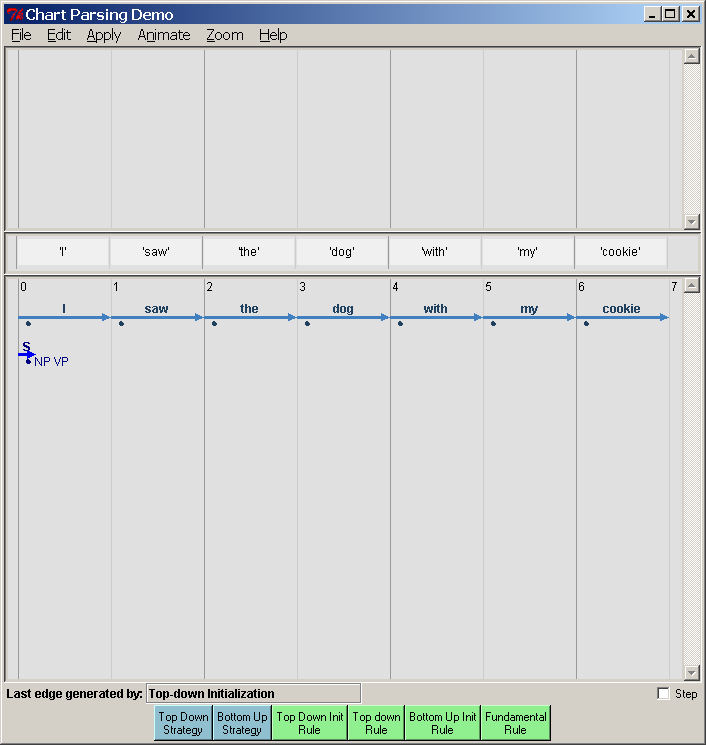 Chart Parsing Demo
File Edit Apply Animate Zoom Help
'I' 'saw' 'the' 'dog' 'with' 'my' 'cookie'
0 1 2 3 4 5 6 7
I saw the dog with my cookie
S
NP VP
Last edge generated by: Top-down Initialization Step
Top Down Bottom Up Top Down Init Top down Bottom Up Init Fundamental
Strategy Strategy Rule Rule Rule Rule